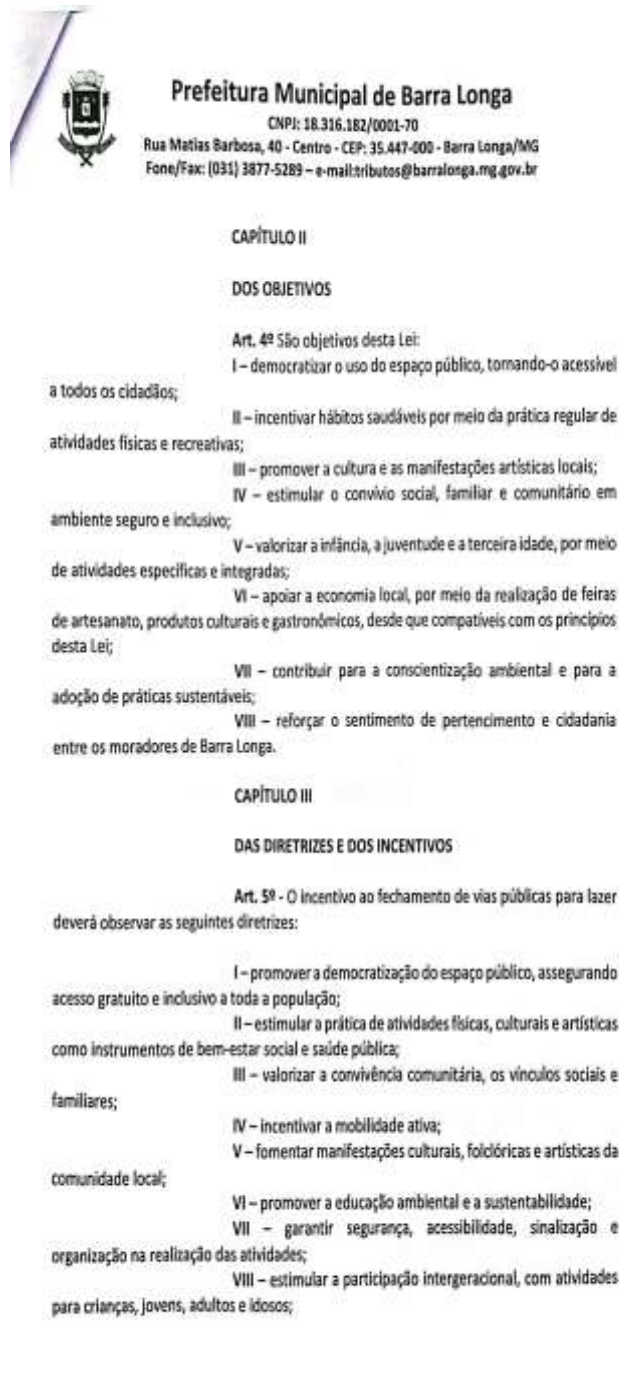 Prefeitura Municipal de Barra Longa
CNPJ: 18.316.182/0001-70
Rua Matias Barbosa, 40 - Centro - CEP: 35.447-000 - Barra Longa/MG
Fone/Fax: (031) 3877-5289 – e-mail:tributos@barralonga.mg.gov.br
CAPÍTULO II
DOS OBJETIVOS
Art. 4º São objetivos desta Lei:
I – democratizar o uso do espaço público, tornando-o acessível
a todos os cidadãos;
II – incentivar hábitos saudáveis por meio da prática regular de
atividades físicas e recreativas;
III – promover a cultura e as manifestações artísticas locais;
IV – estimular o convívio social, familiar e comunitário em
ambiente seguro e inclusivo;
V – valorizar a infância, a juventude e a terceira idade, por meio
de atividades específicas e integradas;
VI – apoiar a economia local, por meio da realização de feiras
de artesanato, produtos culturais e gastronômicos, desde que compatíveis com os princípios
desta Lei;
VII – contribuir para a conscientização ambiental e para a
adoção de práticas sustentáveis;
VIII – reforçar o sentimento de pertencimento e cidadania
entre os moradores de Barra Longa.
CAPÍTULO III
DAS DIRETRIZES E DOS INCENTIVOS
Art. 5º - O incentivo ao fechamento de vias públicas para lazer
deverá observar as seguintes diretrizes:
I – promover a democratização do espaço público, assegurando
acesso gratuito e inclusivo a toda a população;
II – estimular a prática de atividades físicas, culturais e artísticas
como instrumentos de bem-estar social e saúde pública;
III – valorizar a convivência comunitária, os vínculos sociais e
familiares;
IV – incentivar a mobilidade ativa;
V – fomentar manifestações culturais, folclóricas e artísticas da
comunidade local;
VI – promover a educação ambiental e a sustentabilidade;
VII – garantir segurança, acessibilidade, sinalização e
organização na realização das atividades;
VIII – estimular a participação intergeracional, com atividades
para crianças, jovens, adultos e idosos;